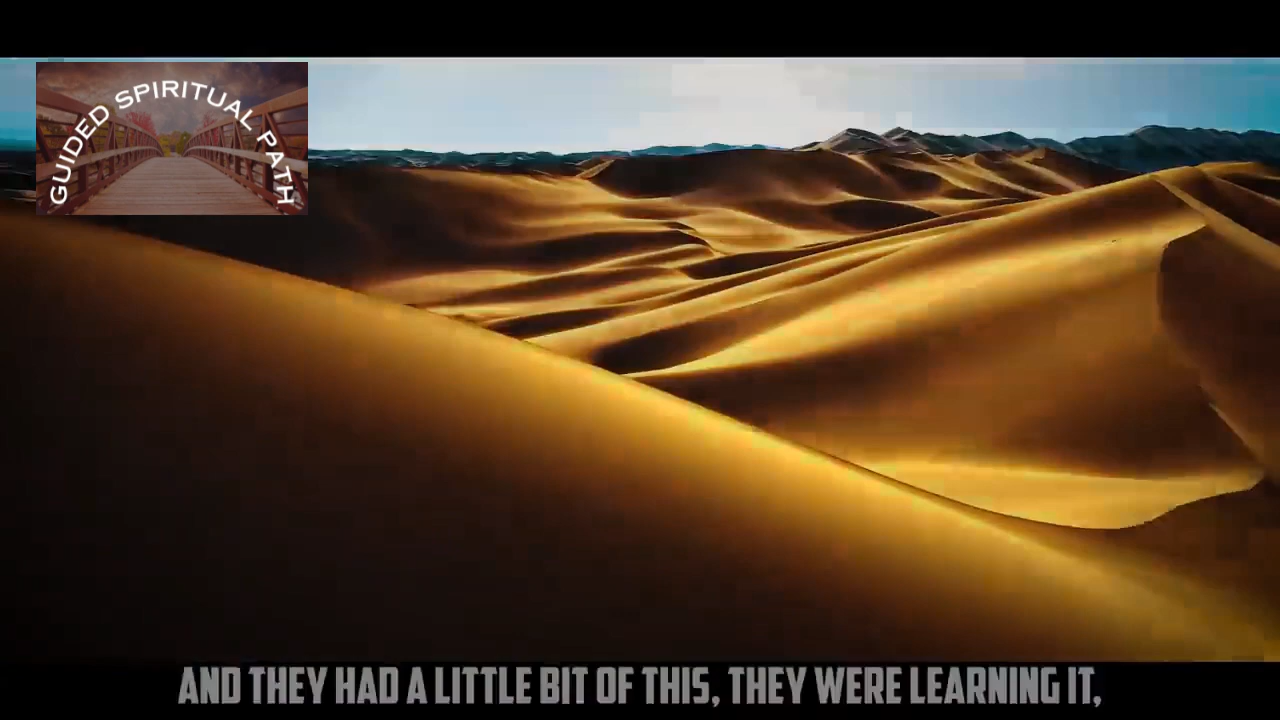 GUIDED SPIRITUAL PATH
AND THEY HAD A LITTLE BIT OF THIS, THEY WERE LEARNING IT,